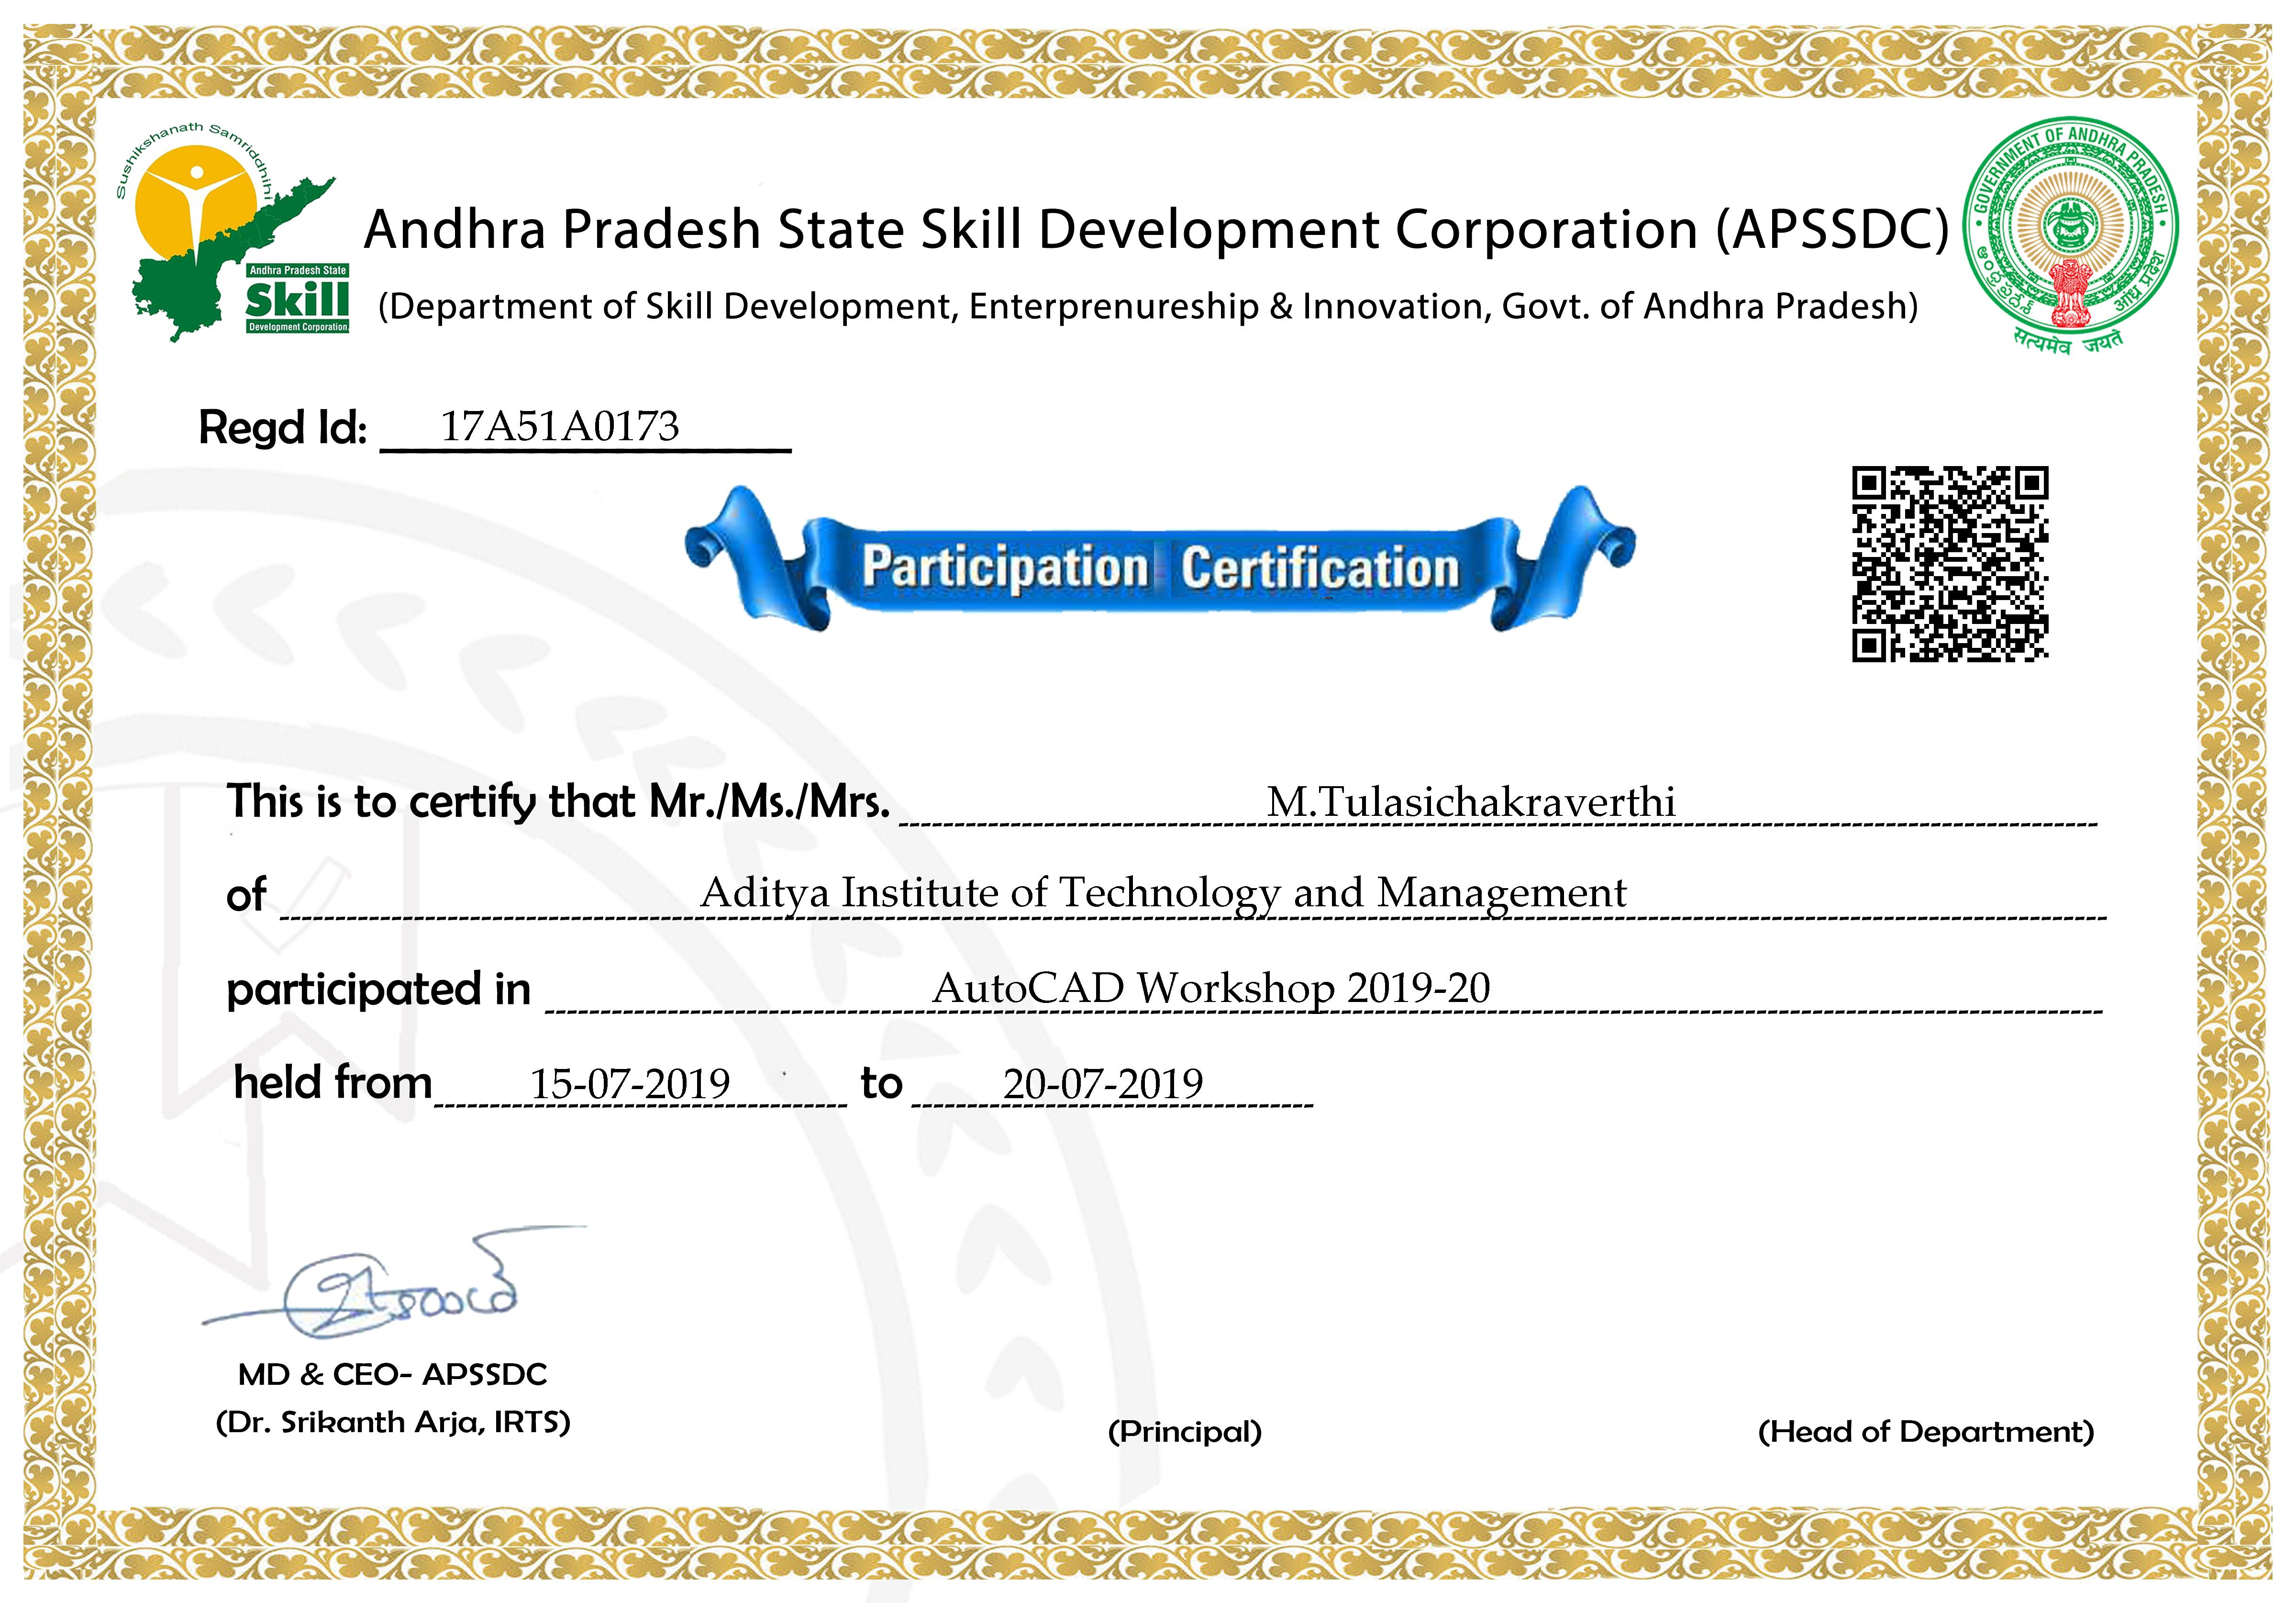 Sushikshanath Samriddhihi
Andhra Pradesh State
Skill
Development Corporation.
Andhra Pradesh State Skill Development Corporation (APSSDC)
(Department of Skill Development, Enterprenureship & Innovation, Govt. of Andhra Pradesh)
GOVERNMENT OF ANDHRA PRADESH
ఆంధ్రప్రదేశ్
आंध्र प्रदेश
सत्यमेव जयते
Regd Id: 17A51A0173
Participation Certification
This is to certify that Mr./Ms./Mrs. M.Tulasichakraverthi
of Aditya Institute of Technology and Management
participated in AutoCAD Workshop 2019-20
held from 15-07-2019 to 20-07-2019
MD & CEO- APSSDC
(Dr. Srikanth Arja, IRTS)
(Principal)
(Head of Department)